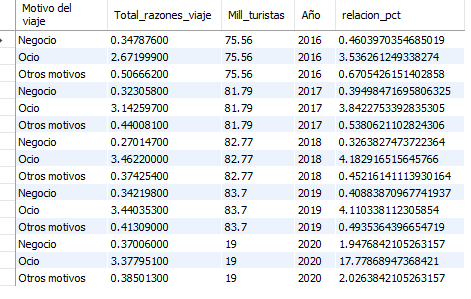 Motivo del viaje Total_razones_viaje Mill_turistas Año relacion_pct
Negocio 0.34787600 75.56 2016 0.4603970354685019
Ocio 2.67199900 75.56 2016 3.536261249338274
Otros motivos 0.50666200 75.56 2016 0.6705426151402858
Negocio 0.32305800 81.79 2017 0.39498471695806325
Ocio 3.14259700 81.79 2017 3.8422753392835305
Otros motivos 0.44008100 81.79 2017 0.5380621102824306
Negocio 0.27014700 82.77 2018 0.3263827473722364
Ocio 3.46220000 82.77 2018 4.182916515645766
Otros motivos 0.37425400 82.77 2018 0.45216141113930164
Negocio 0.34219800 83.7 2019 0.40883870967741937
Ocio 3.44035300 83.7 2019 4.110338112305854
Otros motivos 0.41309000 83.7 2019 0.4935364396654719
Negocio 0.37006000 19 2020 1.9476842105263157
Ocio 3.37795100 19 2020 17.77868947368421
Otros motivos 0.38501300 19 2020 2.0263842105263157